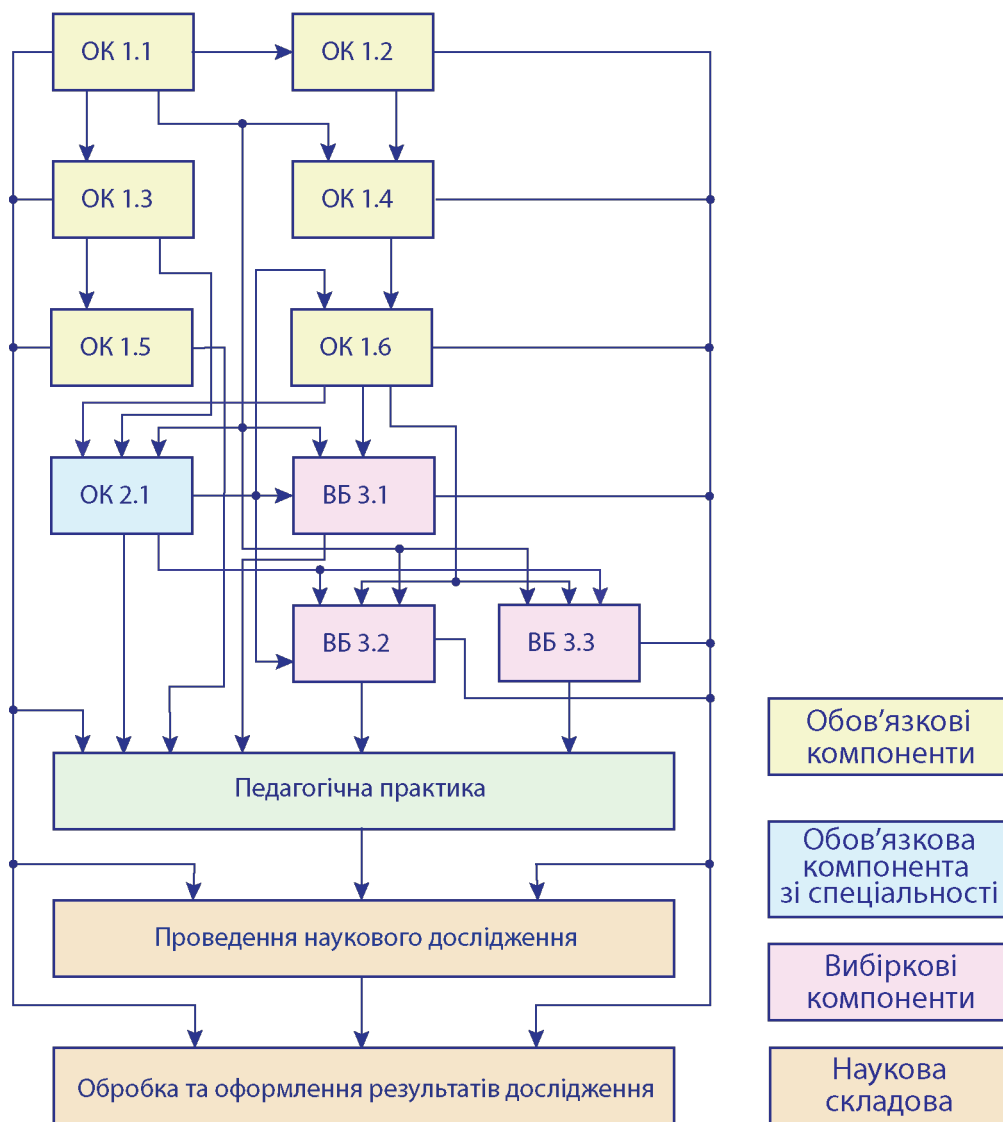 ОК 1.1
ОК 1.2
ОК 1.3
ОК 1.4
ОК 1.5
ОК 1.6
ОК 2.1
ВБ 3.1
ВБ 3.2
ВБ 3.3
Педагогічна практика
Проведення наукового дослідження
Обробка та оформлення результатів дослідження
Обов’язкові
компоненти
Обов’язкова
компонента
зі спеціальності
Вибіркові
компоненти
Наукова
складова